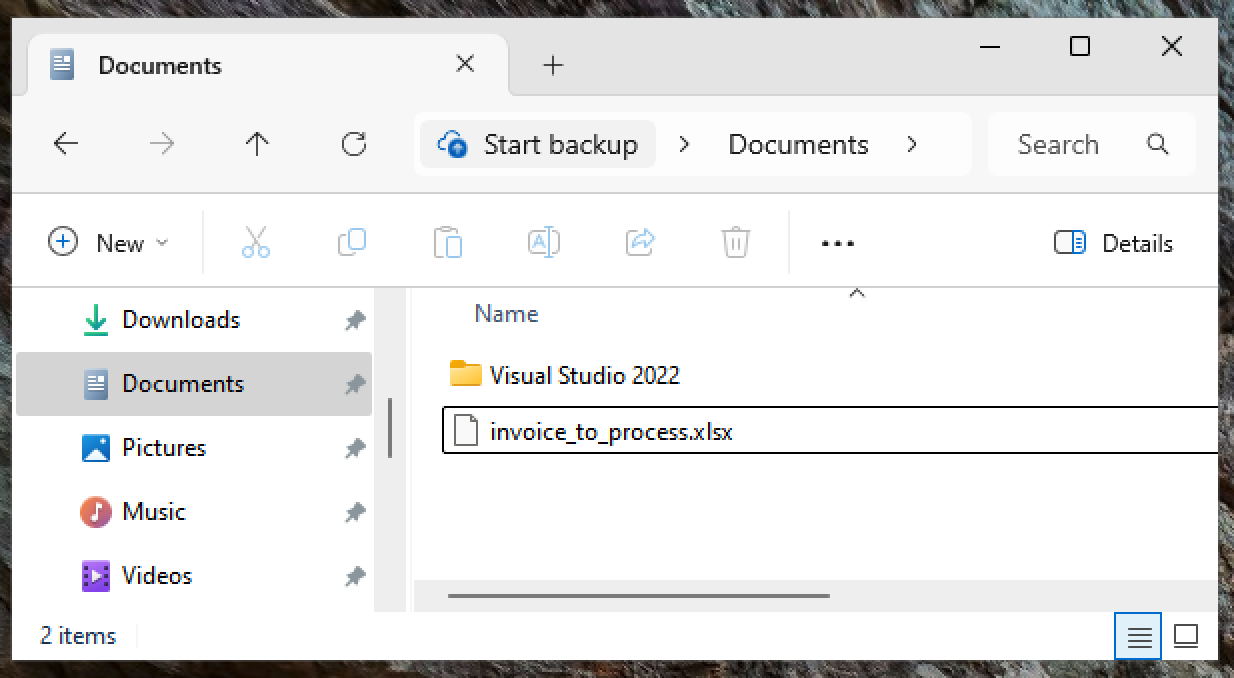 Documents
Start backup > Documents >
Search
New
Details
Downloads
Documents
Pictures
Music
Videos
Name
Visual Studio 2022
invoice_to_process.xlsx
2 items